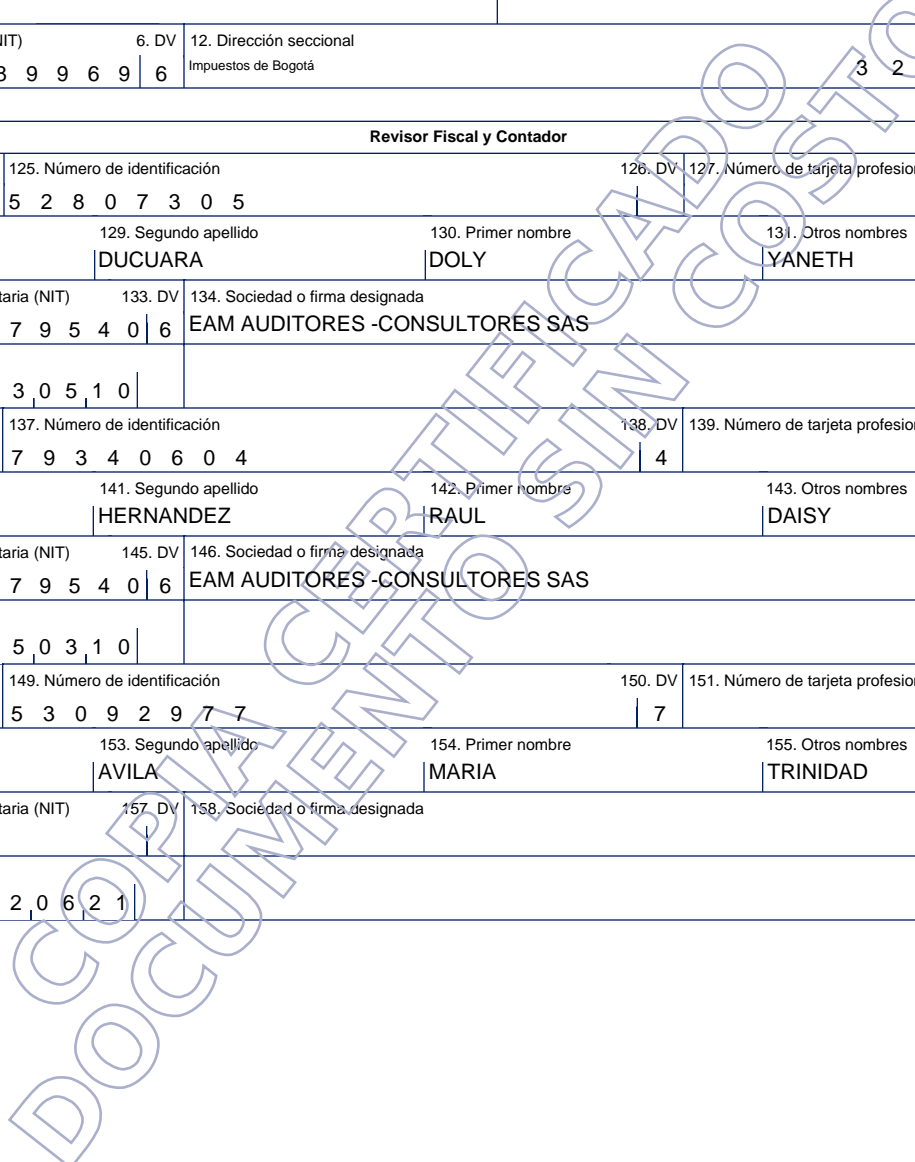 IT) 6. DV 12. Dirección seccional
9 9 6 9 6 Impuestos de Bogotá 3 2
Revisor Fiscal y Contador
125. Número de identificación 126. DV 127. Número de tarjeta profesion
5 2 8 0 7 3 0 5
129. Segundo apellido 130. Primer nombre 131. Otros nombres
DUCUARA DOLY YANETH
taria (NIT) 133. DV 134. Sociedad o firma designada
7 9 5 4 0 6 EAM AUDITORES -CONSULTORES SAS
3 0 5 1 0
137. Número de identificación 138. DV 139. Número de tarjeta profesion
7 9 3 4 0 6 0 4 4
141. Segundo apellido 142. Primer nombre 143. Otros nombres
HERNANDEZ RAUL DAISY
taria (NIT) 145. DV 146. Sociedad o firma designada
7 9 5 4 0 6 EAM AUDITORES -CONSULTORES SAS
5 0 3 1 0
149. Número de identificación 150. DV 151. Número de tarjeta profesion
5 3 0 9 2 9 7 7 7
153. Segundo apellido 154. Primer nombre 155. Otros nombres
AVILA MARIA TRINIDAD
taria (NIT) 157. DV 158. Sociedad o firma designada
2 0 6 2 1
COPIA CERTIFICADO
DOCUMENTO SIN COSTO